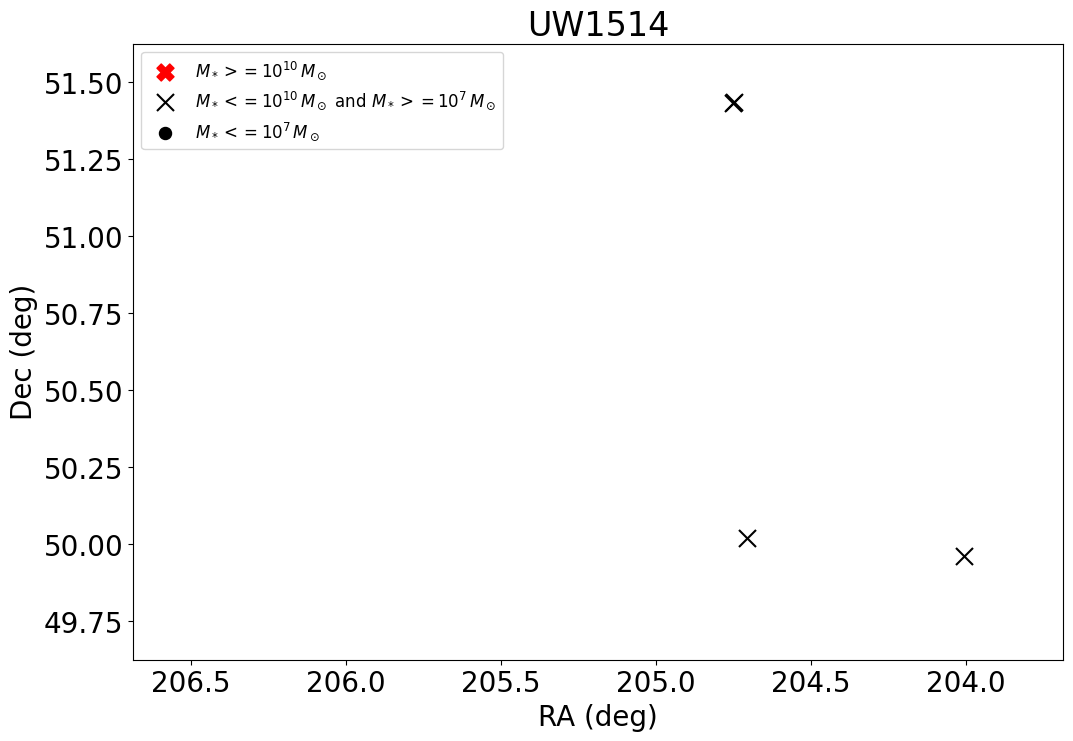 UW1514
M* >= 10^10 M⊙
M* <= 10^10 M⊙ and M* >= 10^7 M⊙
M* <= 10^7 M⊙
51.50
51.25
51.00
50.75
50.50
50.25
50.00
49.75
Dec (deg)
206.5 206.0 205.5 205.0 204.5 204.0
RA (deg)